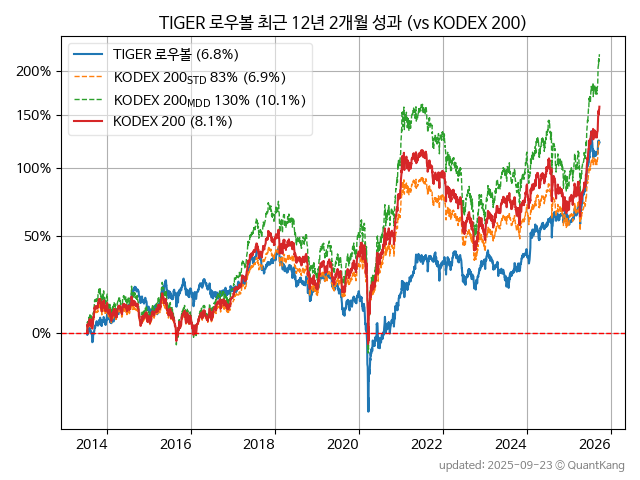 TIGER 로우볼 최근 12년 2개월 성과 (vs KODEX 200)
TIGER 로우볼 (6.8%)
KODEX 200STD 83% (6.9%)
KODEX 200MDD 130% (10.1%)
KODEX 200 (8.1%)
200%
150%
100%
50%
0%
2014 2016 2018 2020 2022 2024 2026
updated: 2025-09-23 © QuantKang